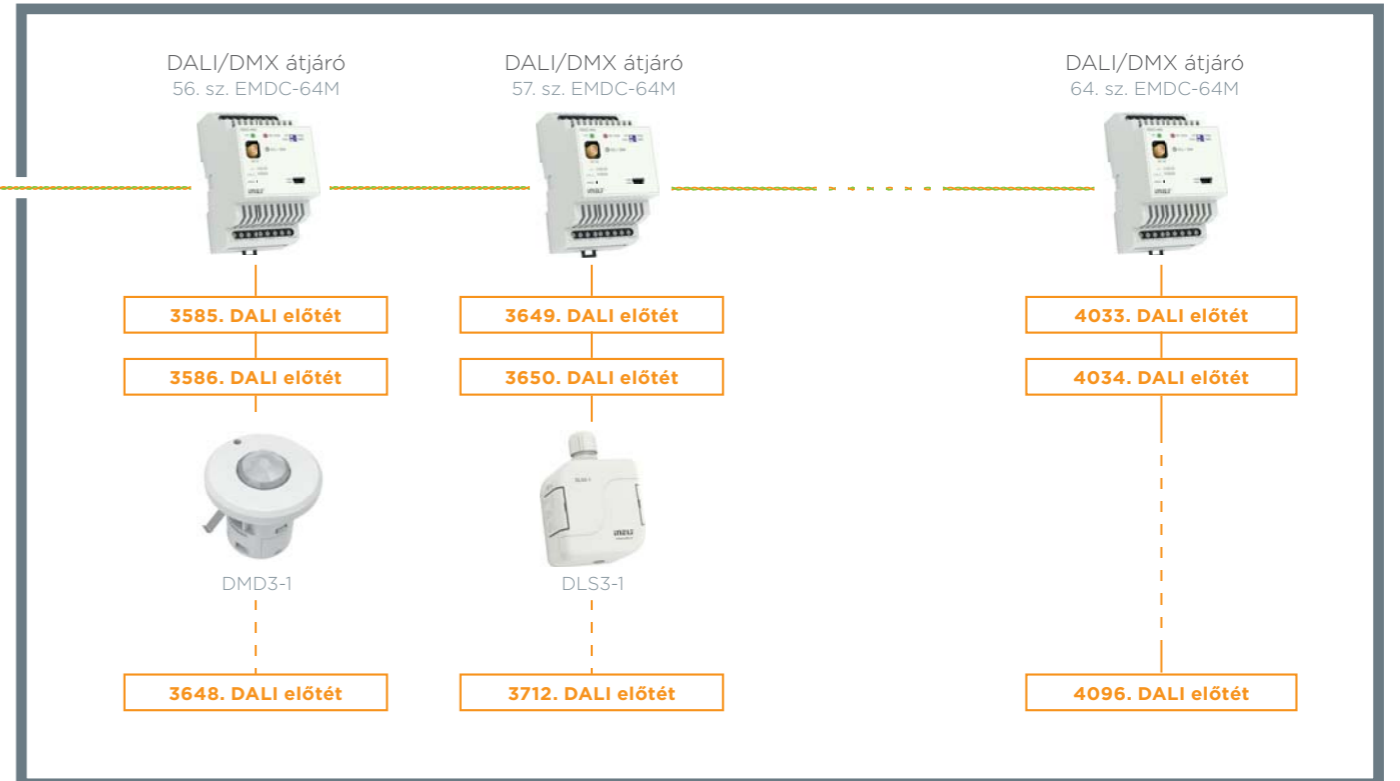 DALI/DMX átjáró
56. sz. EMDC-64M
DALI/DMX átjáró
57. sz. EMDC-64M
DALI/DMX átjáró
64. sz. EMDC-64M
3585. DALI előtét
3586. DALI előtét
DMD3-1
3648. DALI előtét
3649. DALI előtét
3650. DALI előtét
DLS3-1
3712. DALI előtét
4033. DALI előtét
4034. DALI előtét
4096. DALI előtét